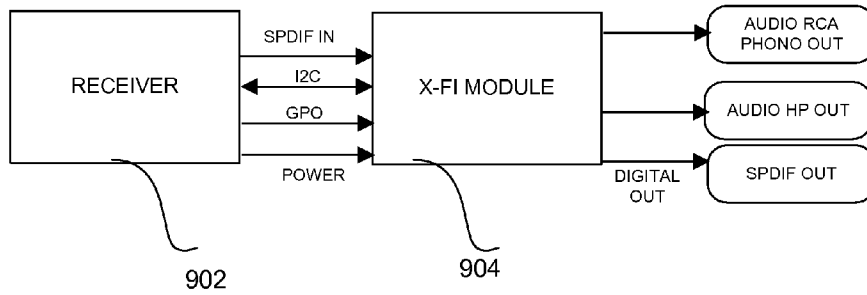 SPDIF IN
RECEIVER
I2C
GPO
POWER
X-FI MODULE
AUDIO RCA
PHONO OUT
AUDIO HP OUT
DIGITAL
OUT
SPDIF OUT
902
904